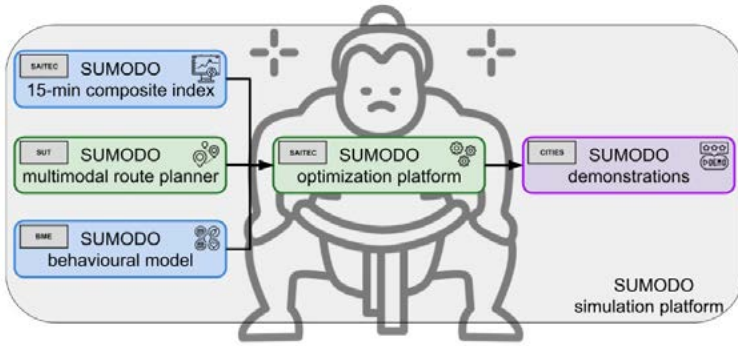 SAITEC
SUMODO
15-min composite index
SUT
SUMODO
multimodal route planner
BME
SUMODO
behavioural model
SAITEC
SUMODO
optimization platform
CITIES
SUMODO
demonstrations
DEMO
SUMODO
simulation platform